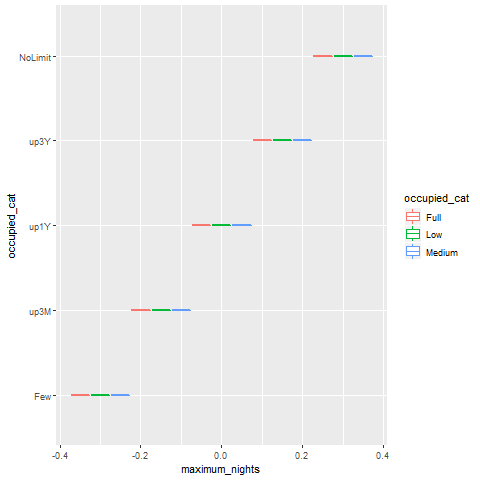 NoLimit
up3Y
up1Y
up3M
Few
occupied_cat
-0.4
-0.2
0.0
0.2
0.4
maximum_nights
occupied_cat
Full
Low
Medium